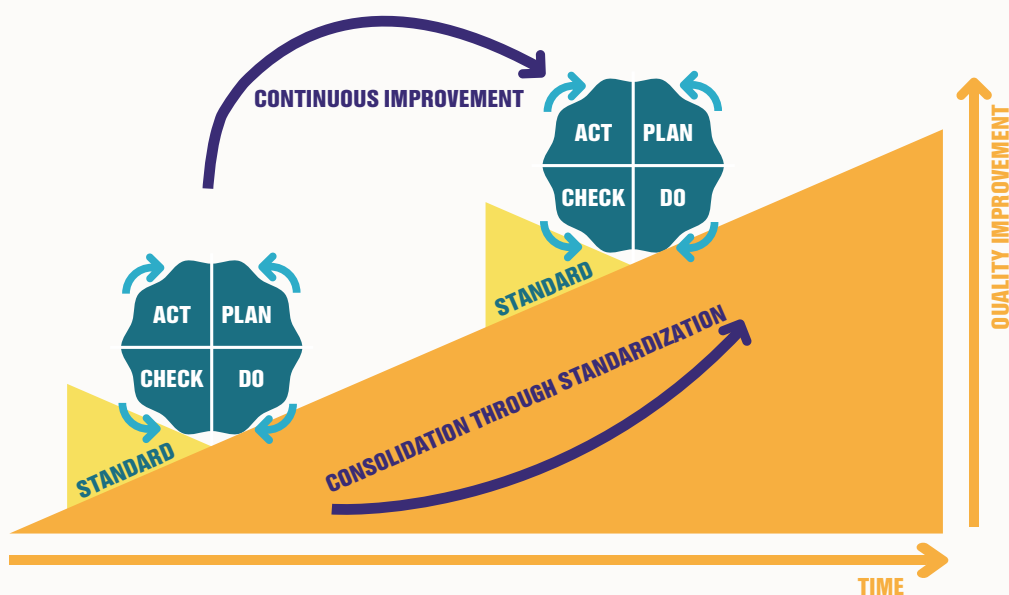 CONTINUOUS IMPROVEMENT
ACT PLAN
CHECK DO
STANDARD
QUALITY IMPROVEMENT
ACT PLAN
CHECK DO
STANDARD
CONSOLIDATION THROUGH STANDARDIZATION
TIME